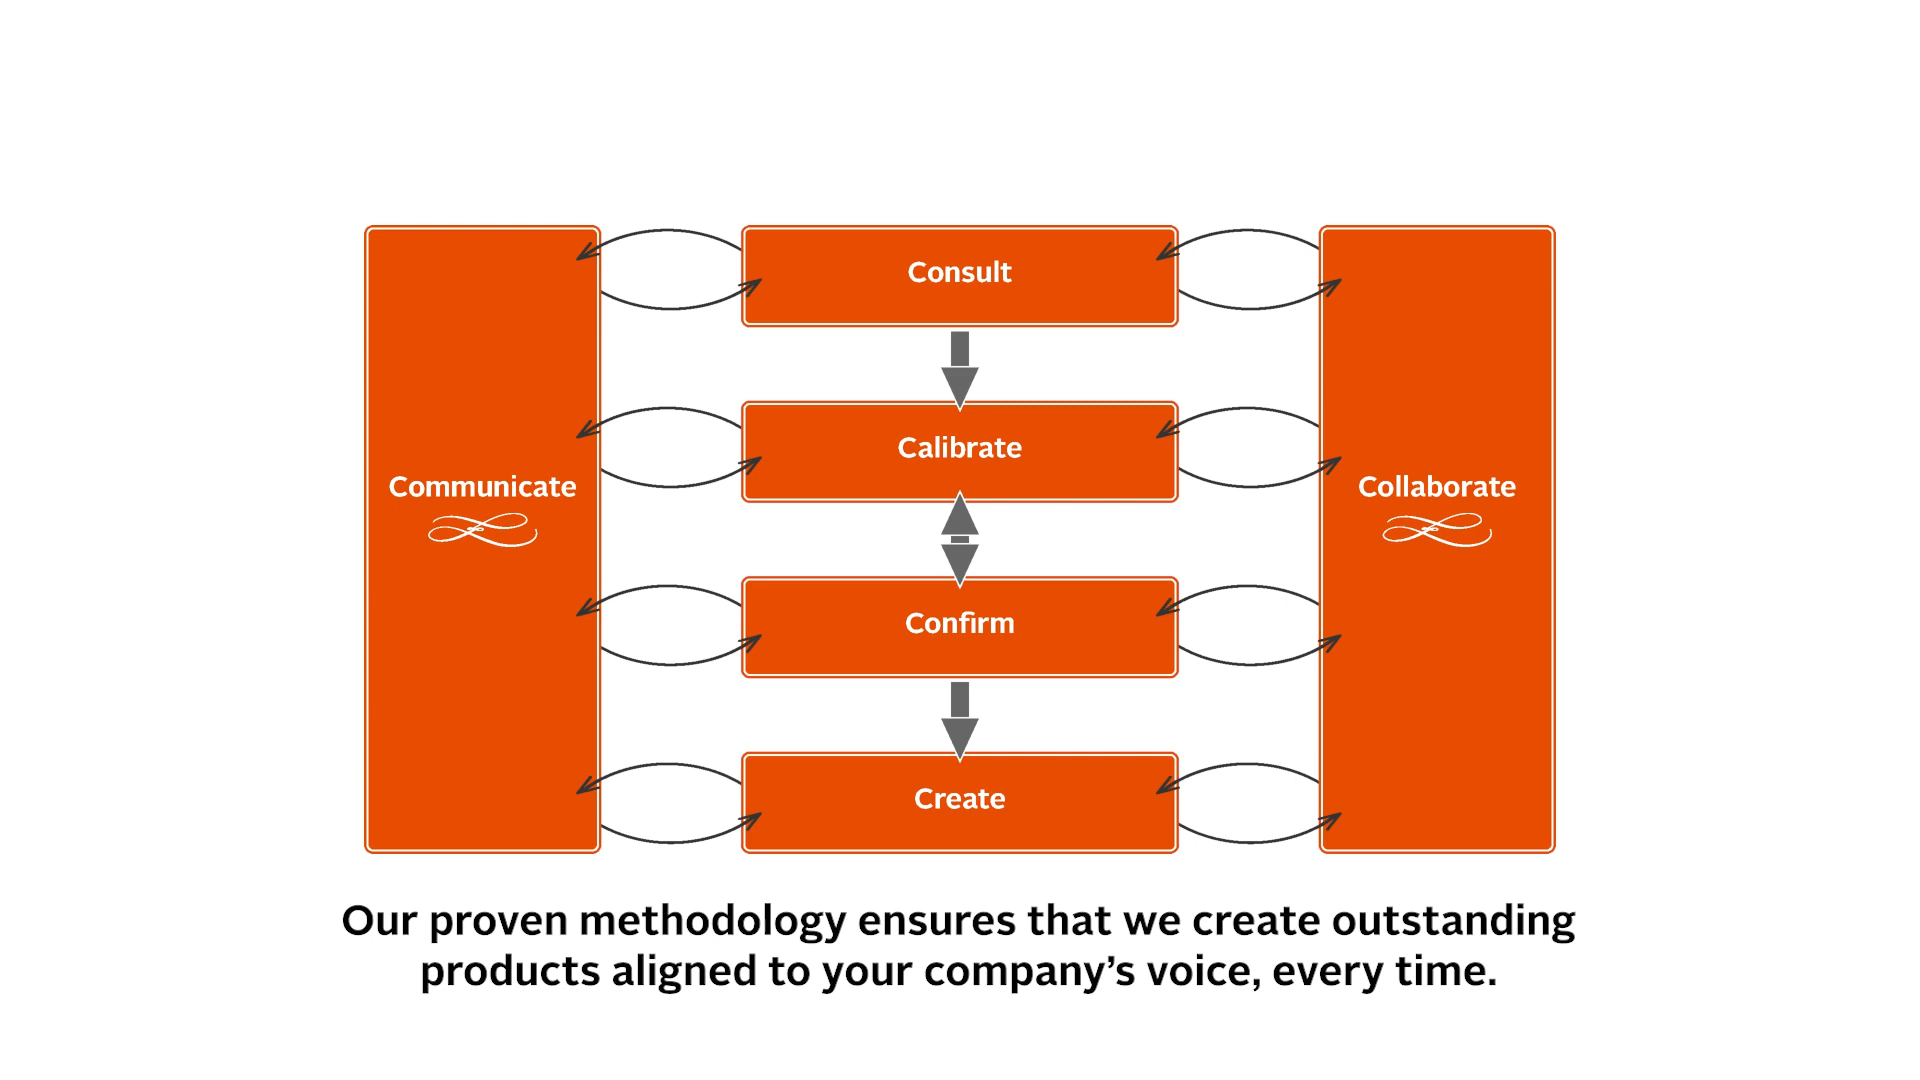 Consult
Calibrate
Communicate
Collaborate
Confirm
Create
Our proven methodology ensures that we create outstanding
products aligned to your company’s voice, every time.